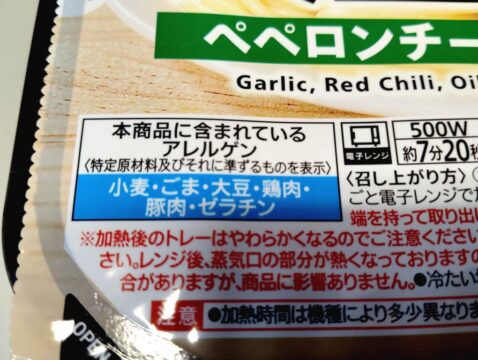 ペペロンチー
Garlic, Red Chili, Oi
本商品に含まれている
アレルゲン
〈特定原材料及びそれに準ずるものを表示〉
小麦・ごま・大豆・鶏肉・
豚肉・ゼラチン
電子レンジ
500W
約7分20秒
〈召し上がり方〉
ごと電子レンジで
端を持って取り出
※加熱後のトレーはやわらかくなるのでご注意くださ
さい。レンジ後、蒸気口の部分が熱くなっておりますの
合がありますが、商品に影響ありません。●冷たい
注意
●加熱時間は機種により多少異なりま
OPEN